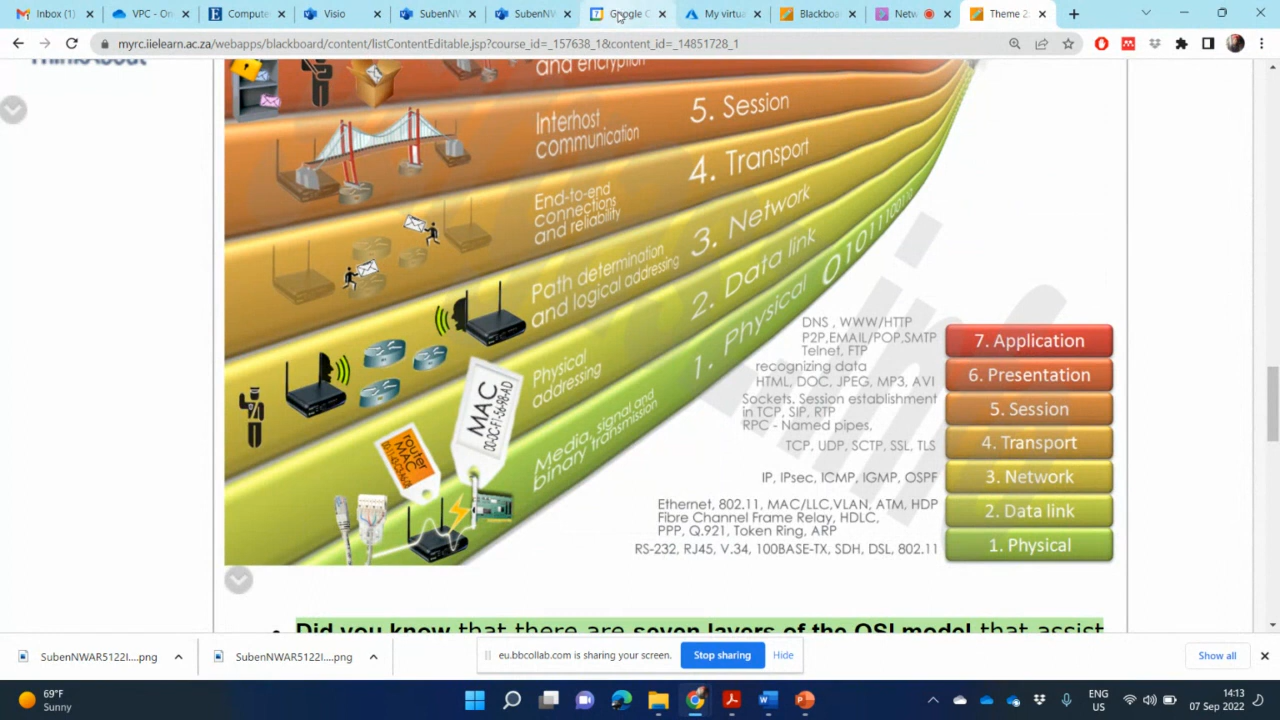 Inbox (1)
VPC - On
Compute
Visio
SubenNW
SubenNW
Google C
My virtua
Blackboa
Netw
Theme 2
myrc.iielearn.ac.za/webapps/blackboard/content/listContentEditable.jsp?course_id=_157638_1&content_id=_14851728_1
ThinkAbout
and encryption
Interhost
communication
5. Session
End-to-end
connections
and reliability
4. Transport
Path determination
and logical addressing
3. Network
Physical
addressing
2. Data link
Media, signal and
binary transmission
1. Physical
MAC
router
MAC
DNS , WWW/HTTP
P2P,EMAIL/POP,SMTP
Telnet, FTP
7. Application
recognizing data
HTML, DOC, JPEG, MP3, AVI
6. Presentation
Sockets. Session establishment
in TCP, SIP, RTP
RPC - Named pipes,
5. Session
TCP, UDP, SCTP, SSL, TLS
4. Transport
IP, IPsec, ICMP, IGMP, OSPF
3. Network
Ethernet, 802.11, MAC/LLC,VLAN, ATM, HDP
Fibre Channel Frame Relay, HDLC,
PPP, Q.921, Token Ring, ARP
2. Data link
RS-232, RJ45, V.34, 100BASE-TX, SDH, DSL, 802.11
1. Physical
• Did you know that there are seven layers of the OSI model that assist
SubenNWAR5122I....png
SubenNWAR5122I....png
eu.bbcollab.com is sharing your screen.
Stop sharing
Hide
Show all
69°F
Sunny
ENG
US
14:13
07 Sep 2022